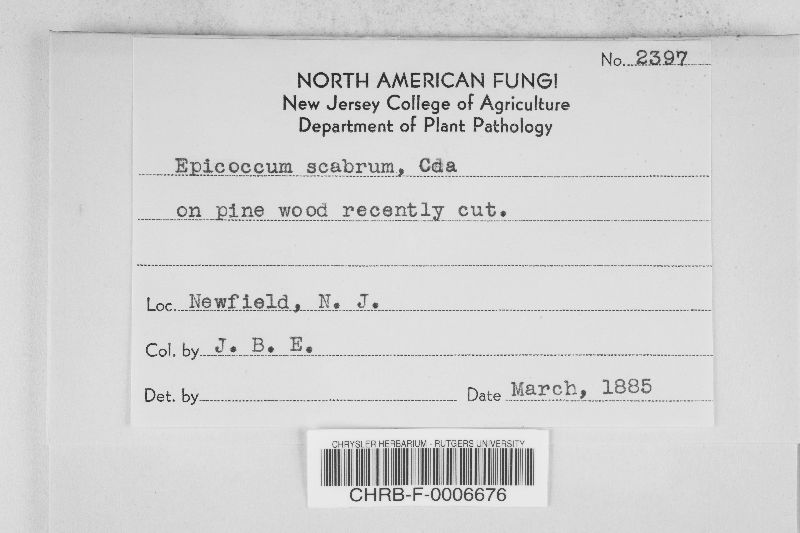 No. 2397
NORTH AMERICAN FUNGI
New Jersey College of Agriculture
Department of Plant Pathology
Epicoccum scabrum, Cda
on pine wood recently cut.
Loc. Newfield, N. J.
Col. by J. B. E.
Det. by
Date March, 1885
CHRYSLER HERBARIUM - RUTGERS UNIVERSITY
CHRB-F-0006676